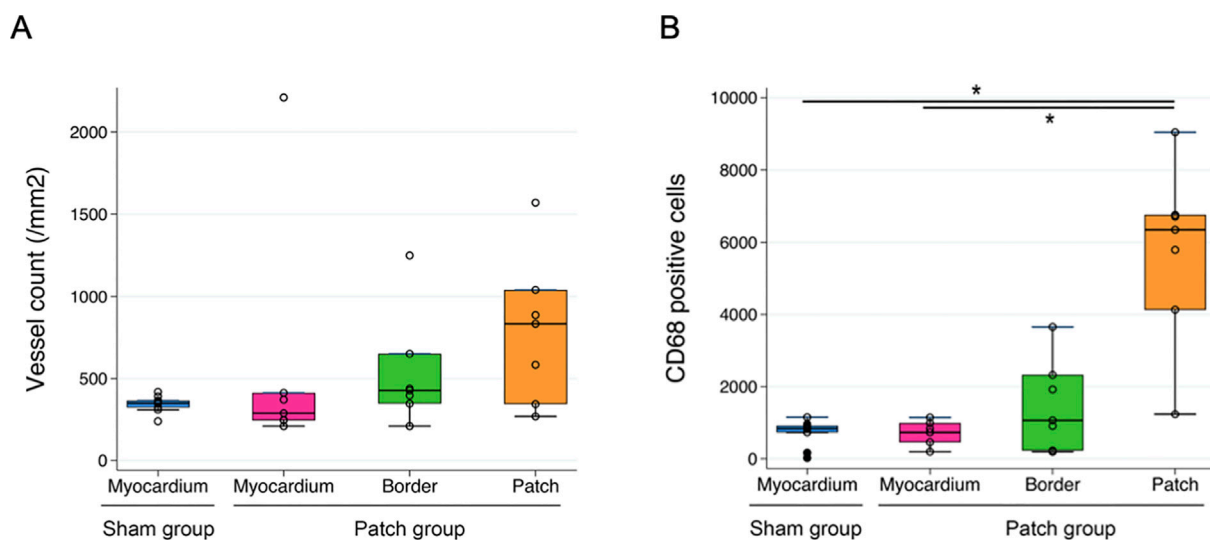 A
Vessel count (/mm2)
2000
1500
1000
500
0
Myocardium Myocardium Border Patch
Sham group Patch group
B
CD68 positive cells
10000
8000
6000
4000
2000
0
*
*
Myocardium Myocardium Border Patch
Sham group Patch group